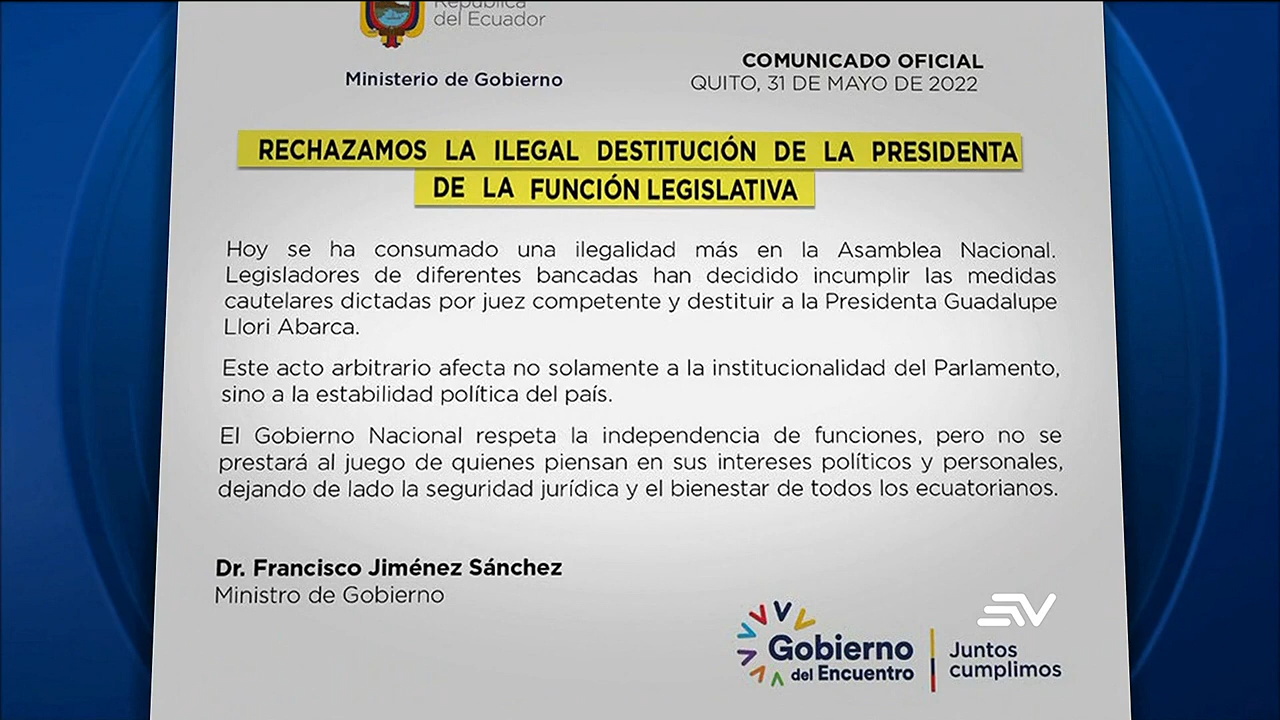 República
del Ecuador
Ministerio de Gobierno
COMUNICADO OFICIAL
QUITO, 31 DE MAYO DE 2022
RECHAZAMOS LA ILEGAL DESTITUCIÓN DE LA PRESIDENTA
DE LA FUNCIÓN LEGISLATIVA
Hoy se ha consumado una ilegalidad más en la Asamblea Nacional.
Legisladores de diferentes bancadas han decidido incumplir las medidas
cautelares dictadas por juez competente y destituir a la Presidenta Guadalupe
Llori Abarca.
Este acto arbitrario afecta no solamente a la institucionalidad del Parlamento,
sino a la estabilidad política del país.
El Gobierno Nacional respeta la independencia de funciones, pero no se
prestará al juego de quienes piensan en sus intereses políticos y personales,
dejando de lado la seguridad jurídica y el bienestar de todos los ecuatorianos.
Dr. Francisco Jiménez Sánchez
Ministro de Gobierno
Gobierno
del Encuentro
Juntos
cumplimos